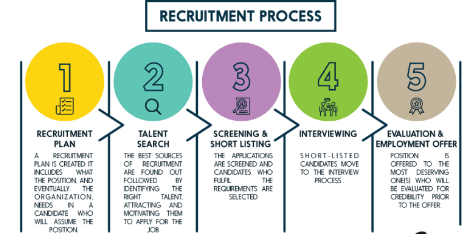 RECRUITMENT PROCESS
1
RECRUITMENT
PLAN
A RECRUITMENT
PLAN IS CREATED IT
INCLUDES WHAT
THE POSITION, AND
EVENTUALLY THE
ORGANIZATION,
NEEDS IN A
CANDIDATE WHO
WILL ASSUME THE
POSITION
2
TALENT
SEARCH
THE BEST SOURCES
OF RECRUITMENT
ARE FOUND OUT
FOLLOWED BY
IDENTIFYING THE
RIGHT TALENT,
ATTRACTING AND
MOTIVATING THEM
TO APPLY FOR THE
JOB
3
SCREENING &
SHORT LISTING
THE APPLICATIONS
ARE SCREENED AND
CANDIDATES WHO
FULFIL THE
REQUIREMENTS ARE
SELECTED
4
INTERVIEWING
SHORT-LISTED
CANDIDATES MOVE
TO THE INTERVIEW
PROCESS
5
EVALUATION &
EMPLOYMENT OFFER
POSITION IS
OFFERED TO THE
MOST DESERVING
ONE(S) WHO WILL
BE EVALUATED FOR
CREDIBILITY PRIOR
TO THE OFFER.